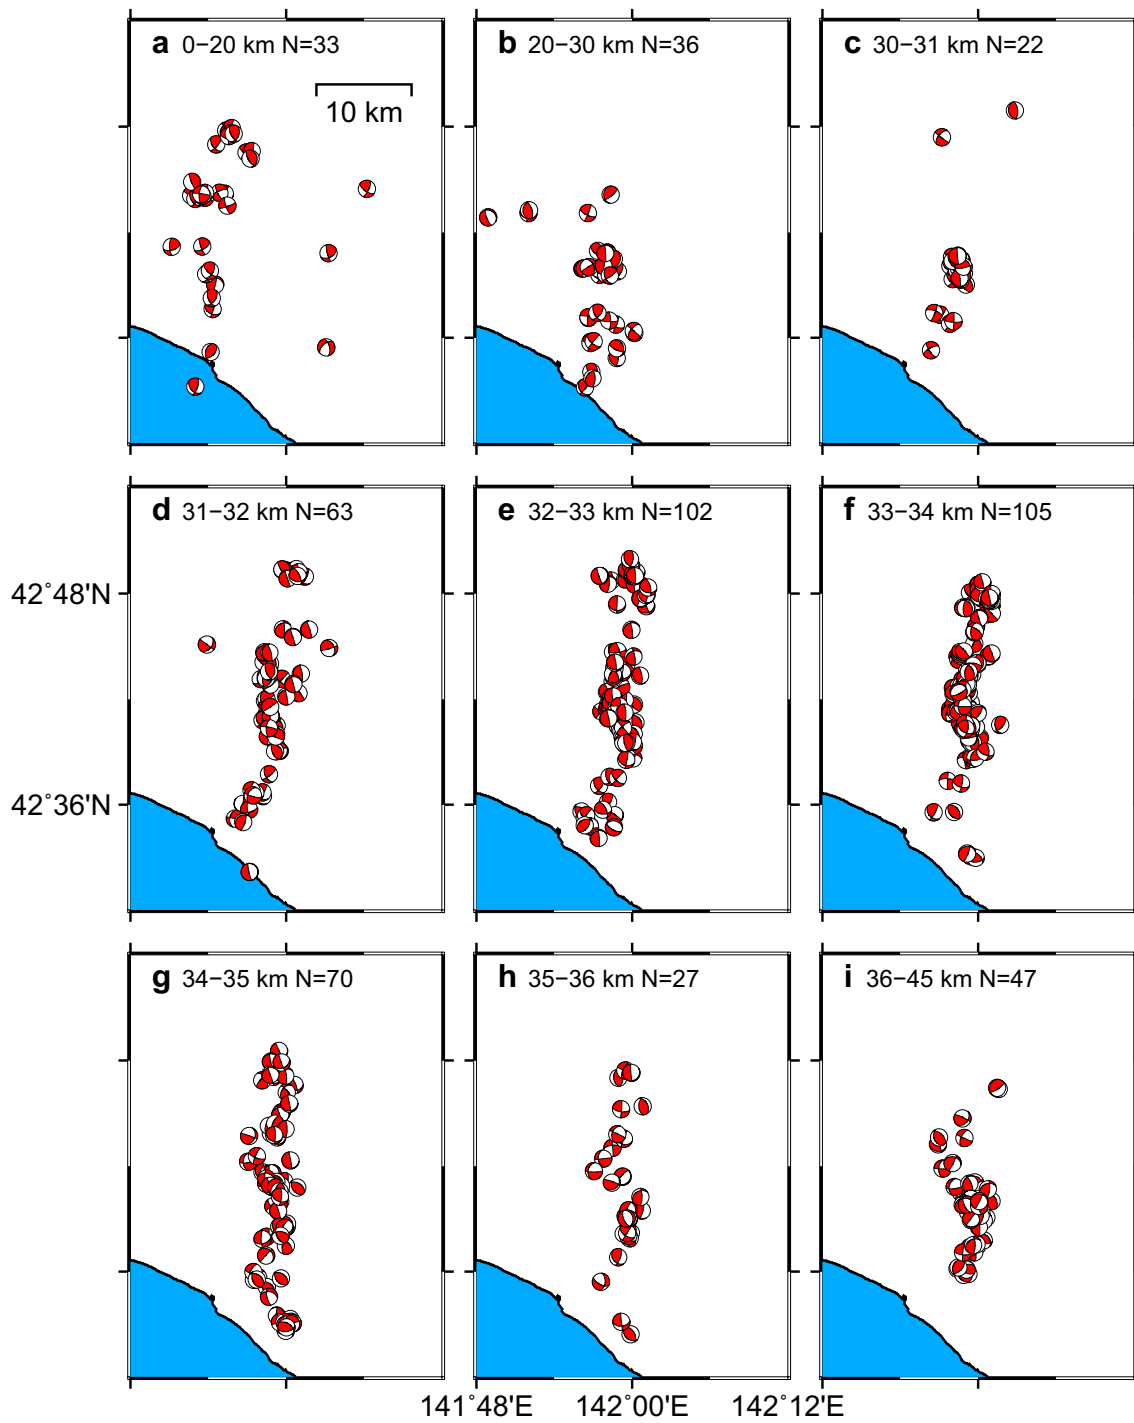 a 0−20 km N=33
b 20−30 km N=36
c 30−31 km N=22
10 km
d 31−32 km N=63
e 32−33 km N=102
f 33−34 km N=105
42˚48'N
42˚36'N
g 34−35 km N=70
h 35−36 km N=27
i 36−45 km N=47
141˚48'E
142˚00'E
142˚12'E